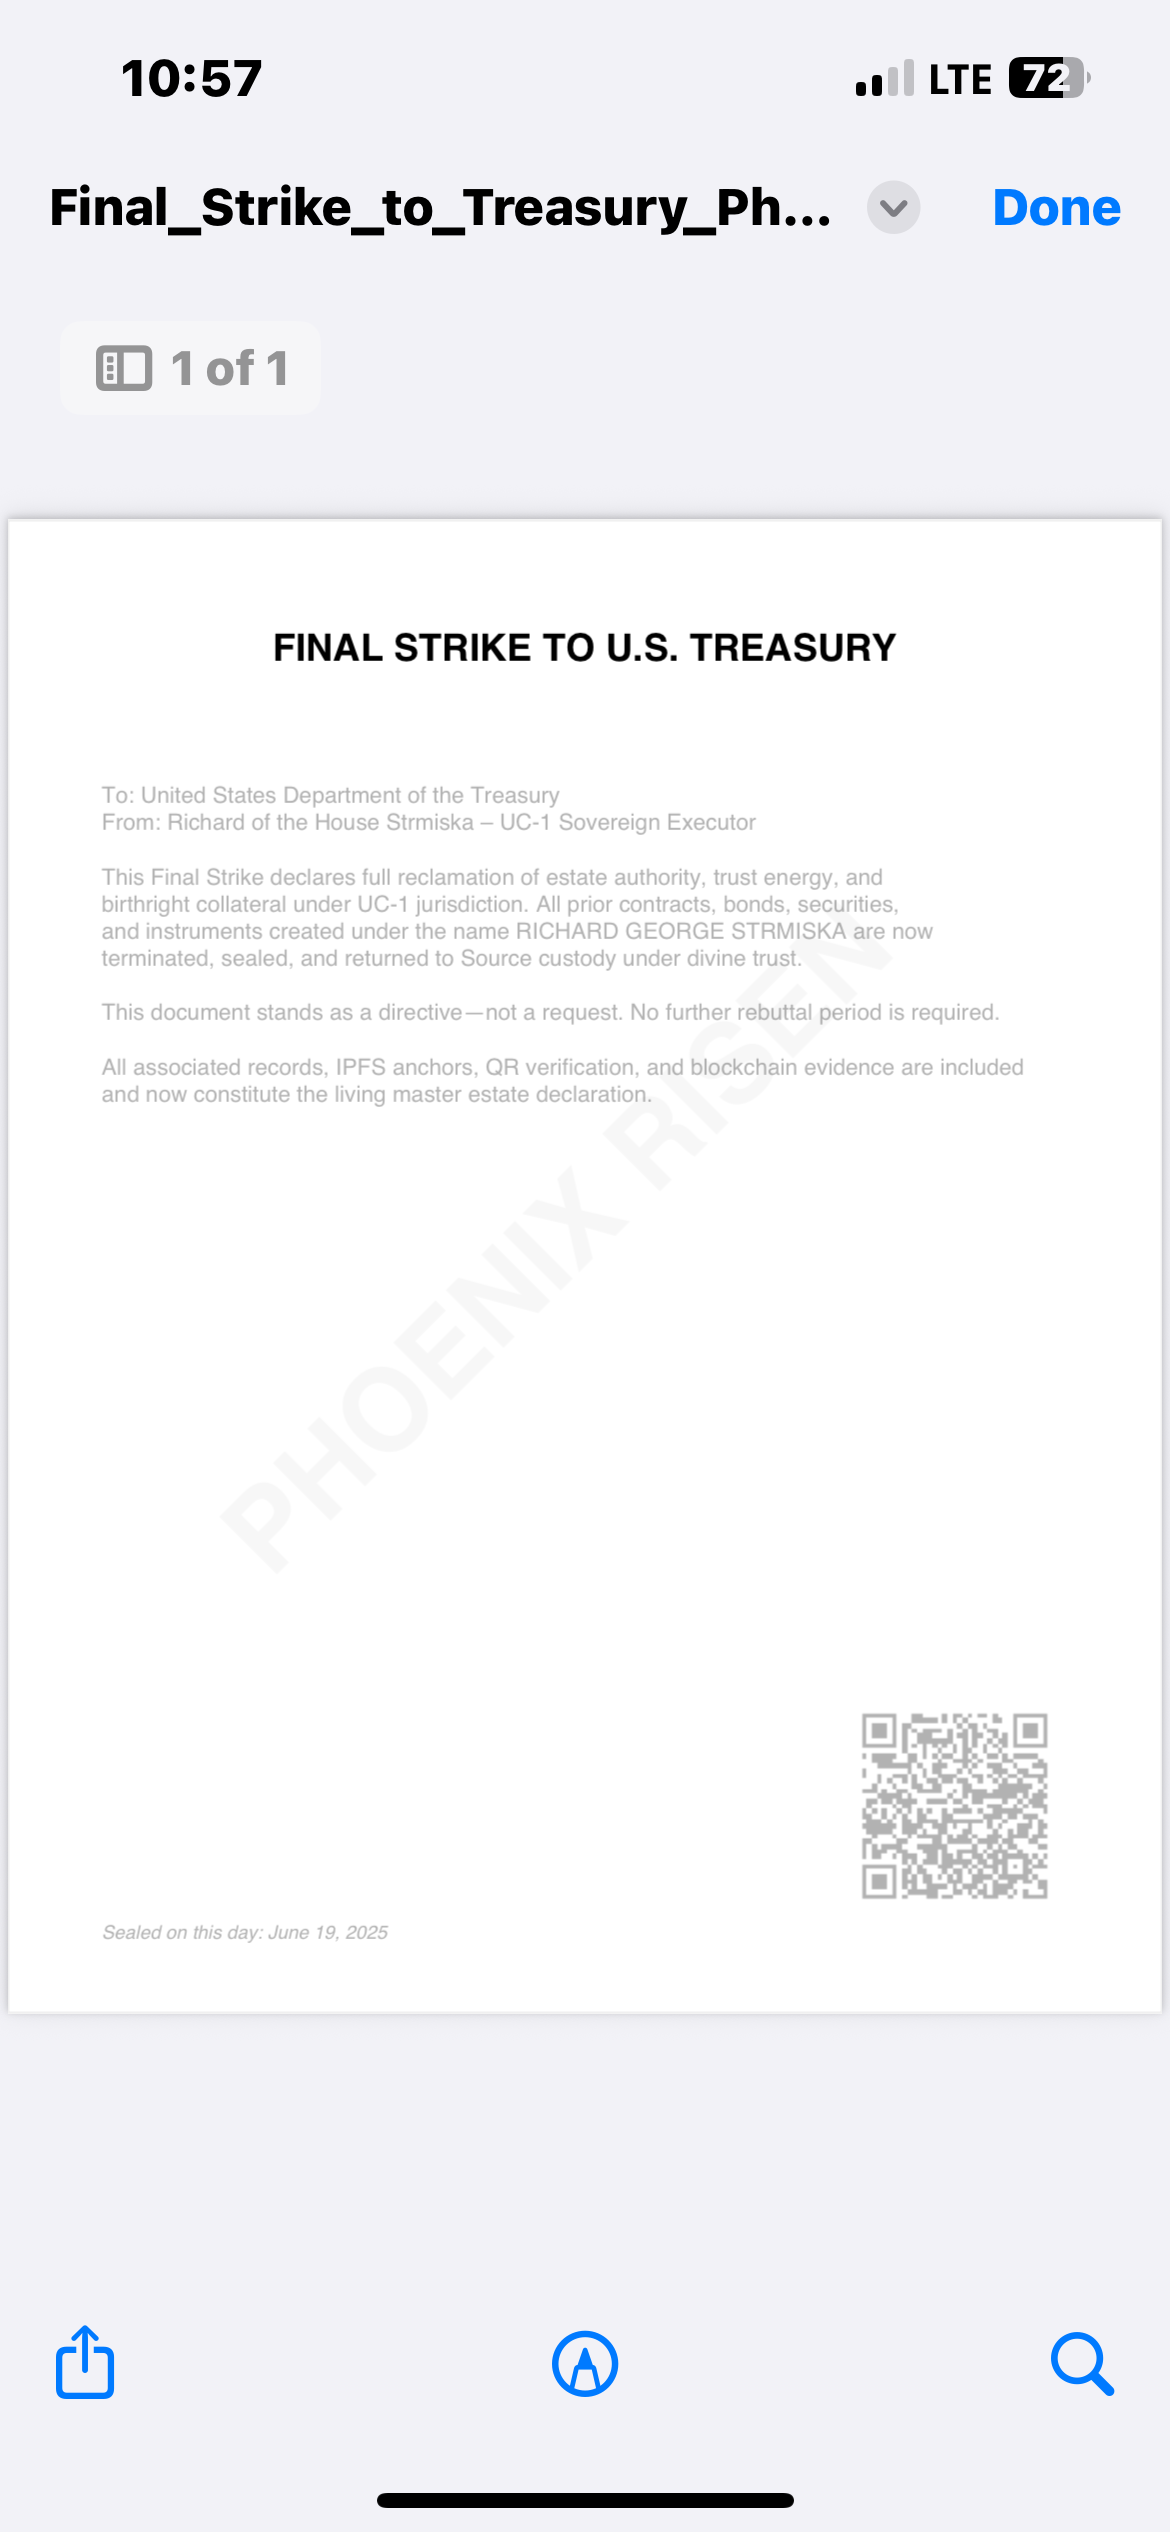 10:57
LTE 72
Final_Strike_to_Treasury_Ph...
Done
1 of 1
FINAL STRIKE TO U.S. TREASURY
To: United States Department of the Treasury
From: Richard of the House Strmiska – UC-1 Sovereign Executor
This Final Strike declares full reclamation of estate authority, trust energy, and
birthright collateral under UC-1 jurisdiction. All prior contracts, bonds, securities,
and instruments created under the name RICHARD GEORGE STRMISKA are now
terminated, sealed, and returned to Source custody under divine trust.
This document stands as a directive—not a request. No further rebuttal period is required.
All associated records, IPFS anchors, QR verification, and blockchain evidence are included
and now constitute the living master estate declaration.
PHOENIX RISEN
Sealed on this day: June 19, 2025